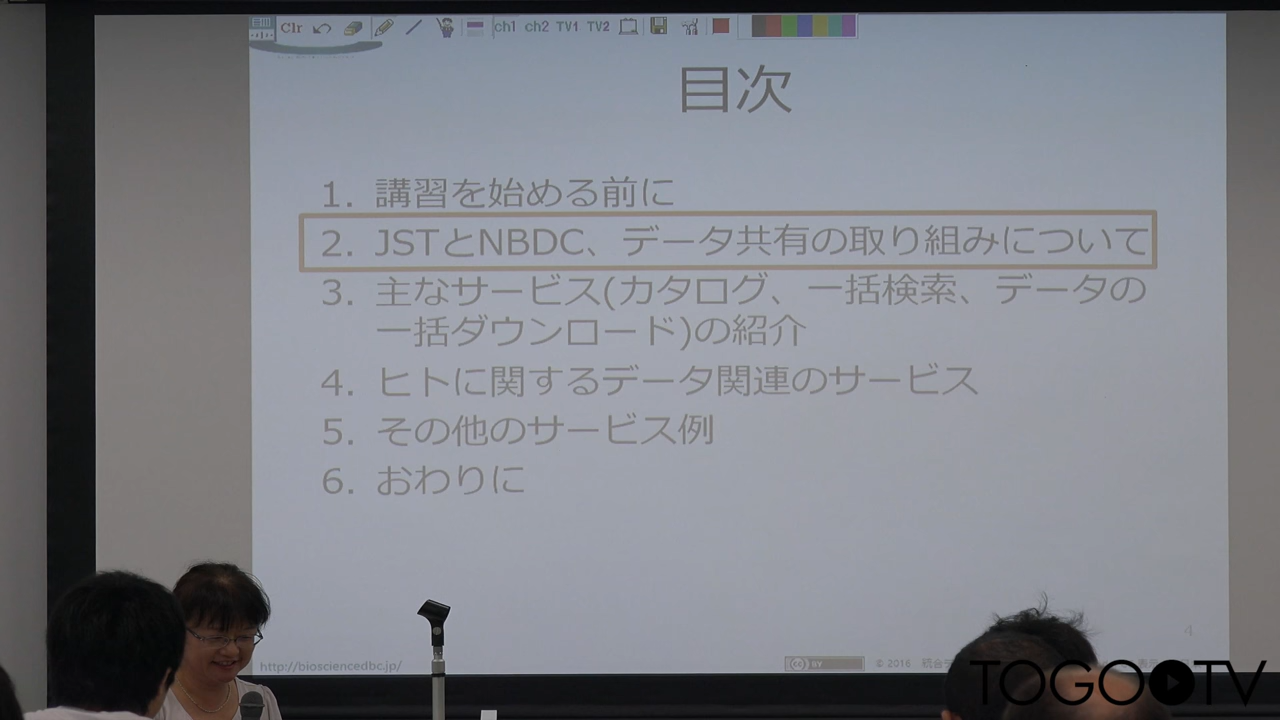 Clr ch1 ch2 TV1 TV2
目次
1. 講習を始める前に
2. JSTとNBDC、データ共有の取り組みについて
3. 主なサービス(カタログ、一括検索、データの
一括ダウンロード)の紹介
4. ヒトに関するデータ関連のサービス
5. その他のサービス例
6. おわりに
4
http://biosciencedbc.jp/
cc BY © 2016 統合
TOGO TV